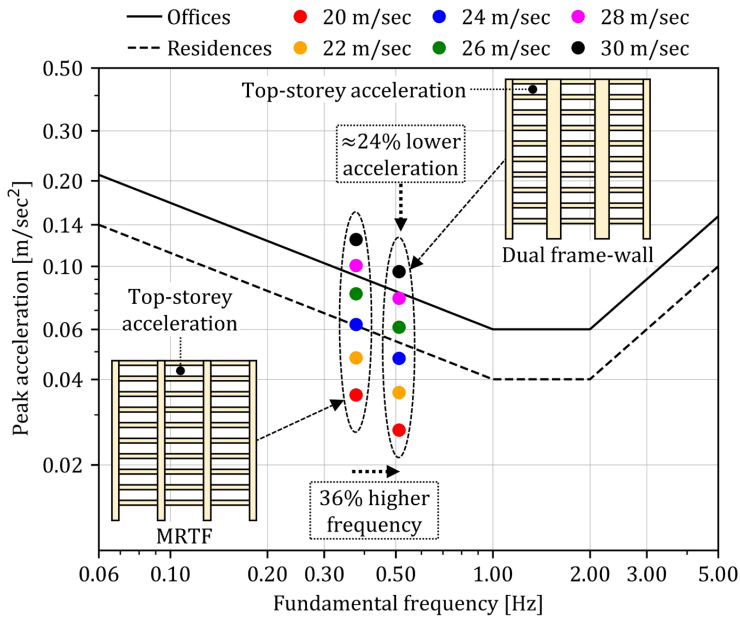 Offices
Residences
20 m/sec
22 m/sec
24 m/sec
26 m/sec
28 m/sec
30 m/sec
Peak acceleration [m/sec²]
0.50
0.30
0.20
0.14
0.10
0.06
0.04
0.02
Top-storey acceleration
≈24% lower
acceleration
Dual frame-wall
Top-storey
acceleration
MRTF
36% higher
frequency
0.06
0.10
0.20
0.30
0.50
1.00
2.00
3.00
5.00
Fundamental frequency [Hz]